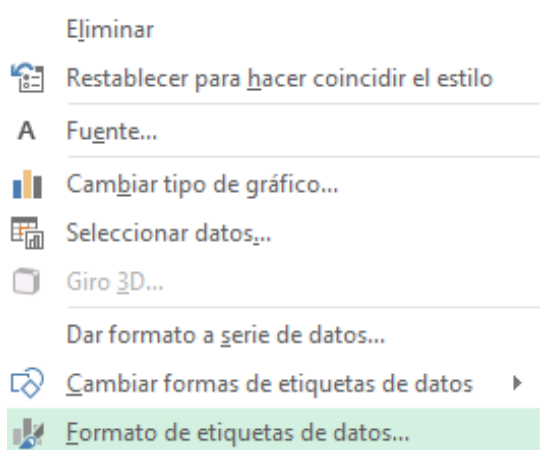 Eliminar
Restablecer para hacer coincidir el estilo
A Fuente...
Cambiar tipo de gráfico...
Seleccionar datos...
Giro 3D...
Dar formato a serie de datos...
Cambiar formas de etiquetas de datos
Formato de etiquetas de datos...